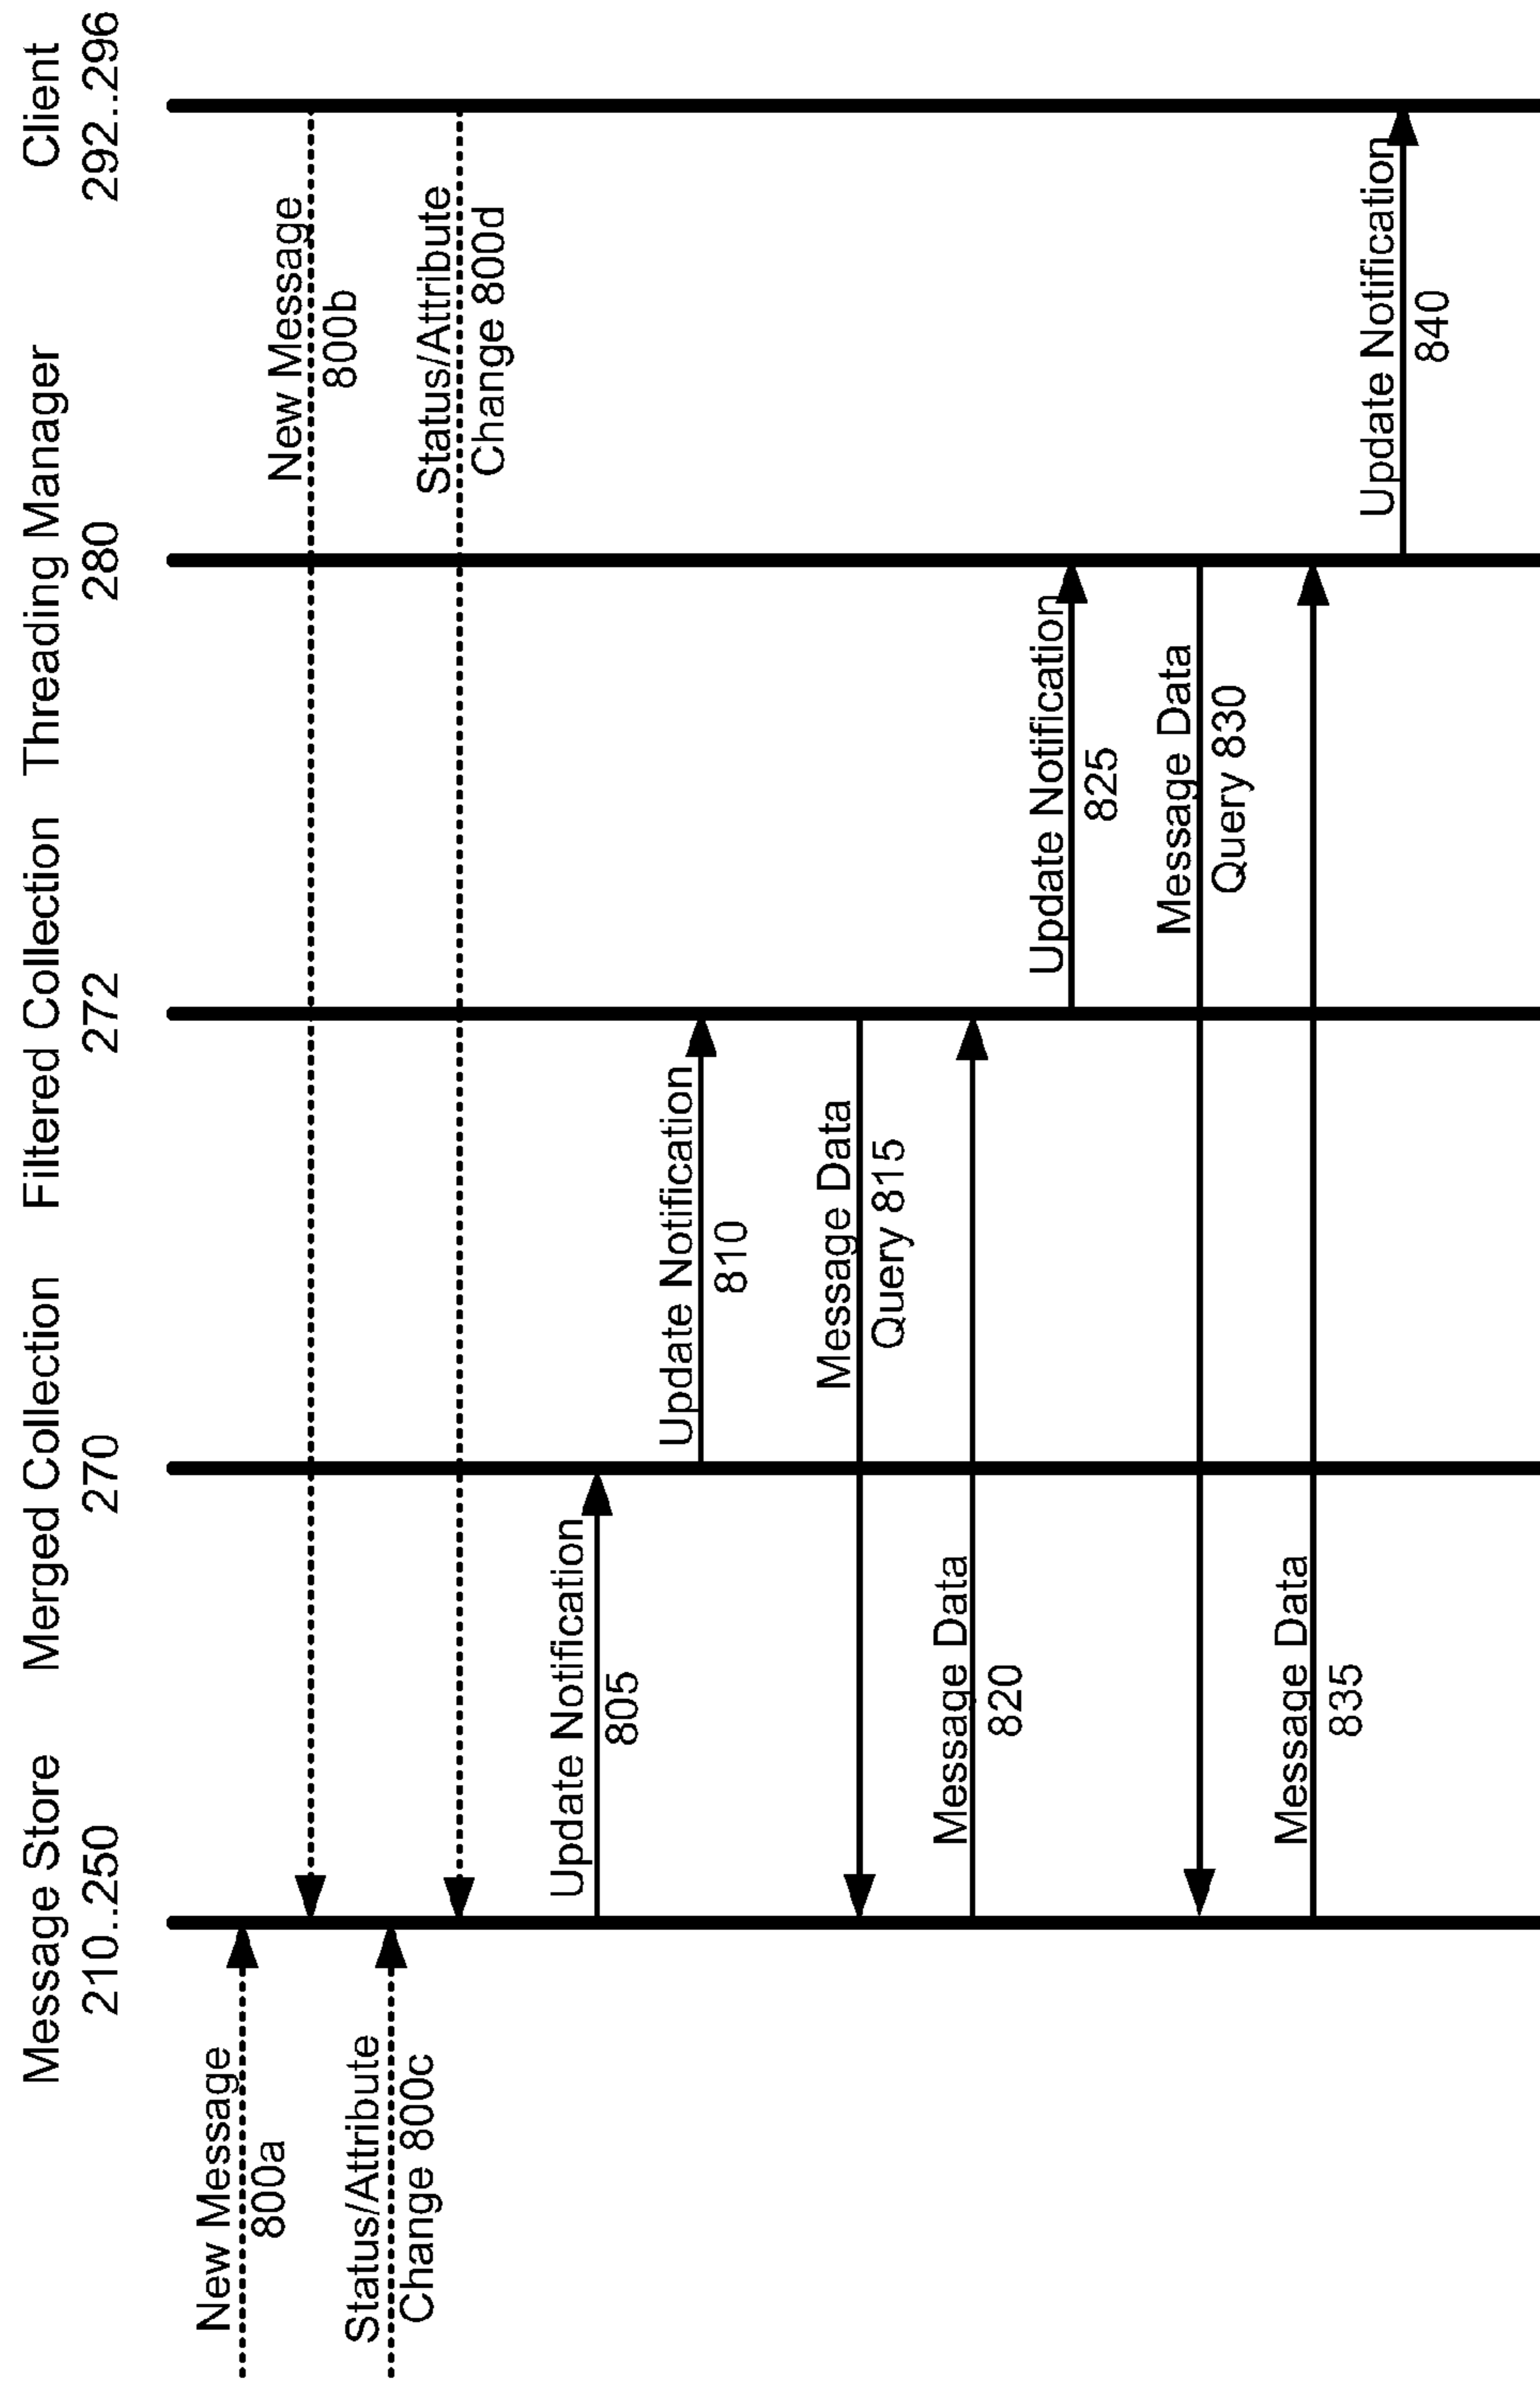 Message Store
210..250
Merged Collection
270
Filtered Collection
272
Threading Manager
280
Client
292..296
New Message
800a
New Message
800b
Status/Attribute
Change 800c
Status/Attribute
Change 800d
Update Notification
805
Update Notification
810
Message Data
Query 815
Message Data
820
Update Notification
825
Message Data
Query 830
Message Data
835
Update Notification
840